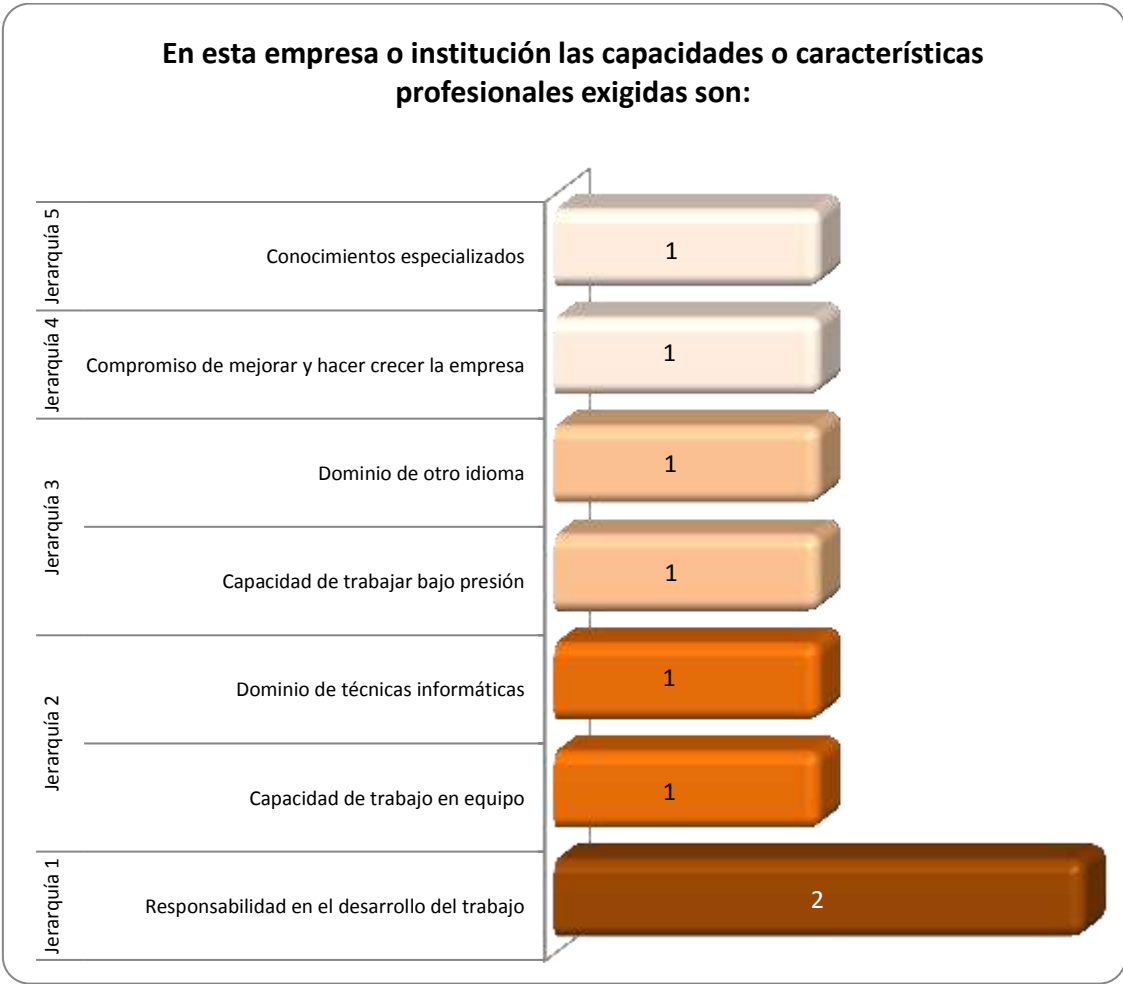 En esta empresa o institución las capacidades o características
profesionales exigidas son:
Jerarquía 5
Conocimientos especializados
1
Jerarquía 4
Compromiso de mejorar y hacer crecer la empresa
1
Jerarquía 3
Dominio de otro idioma
1
Capacidad de trabajar bajo presión
1
Jerarquía 2
Dominio de técnicas informáticas
1
Capacidad de trabajo en equipo
1
Jerarquía 1
Responsabilidad en el desarrollo del trabajo
2